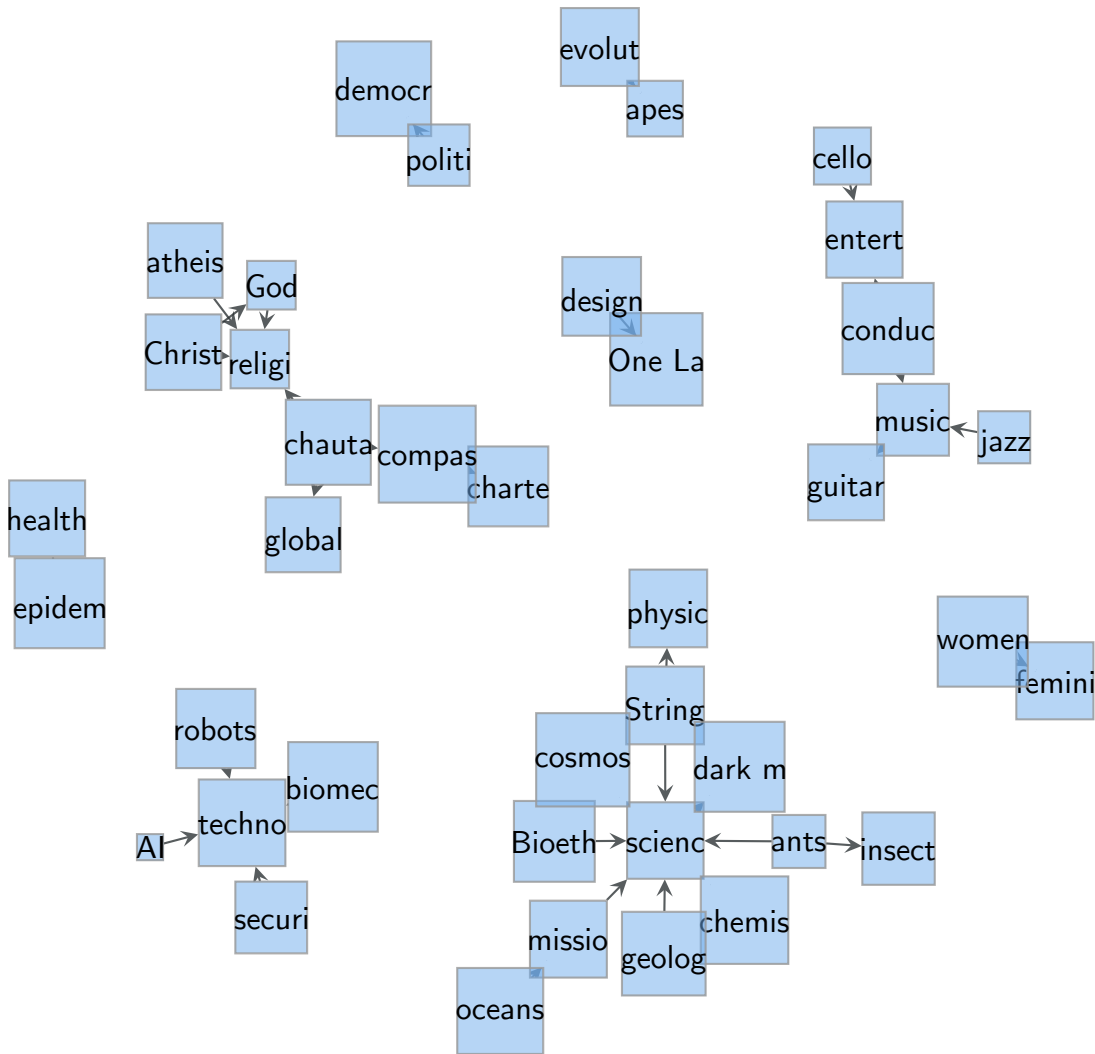 evolut
democr
apes
politi
cello
entert
atheis
God
design
conduc
Christ
religi
One La
music
chauta
jazz
compas
guitar
charte
health
global
epidem
physic
women
femini
String
robots
cosmos
dark m
biomec
techno
AI
Bioeth
scienc
ants
insect
securi
chemis
missio
geolog
oceans